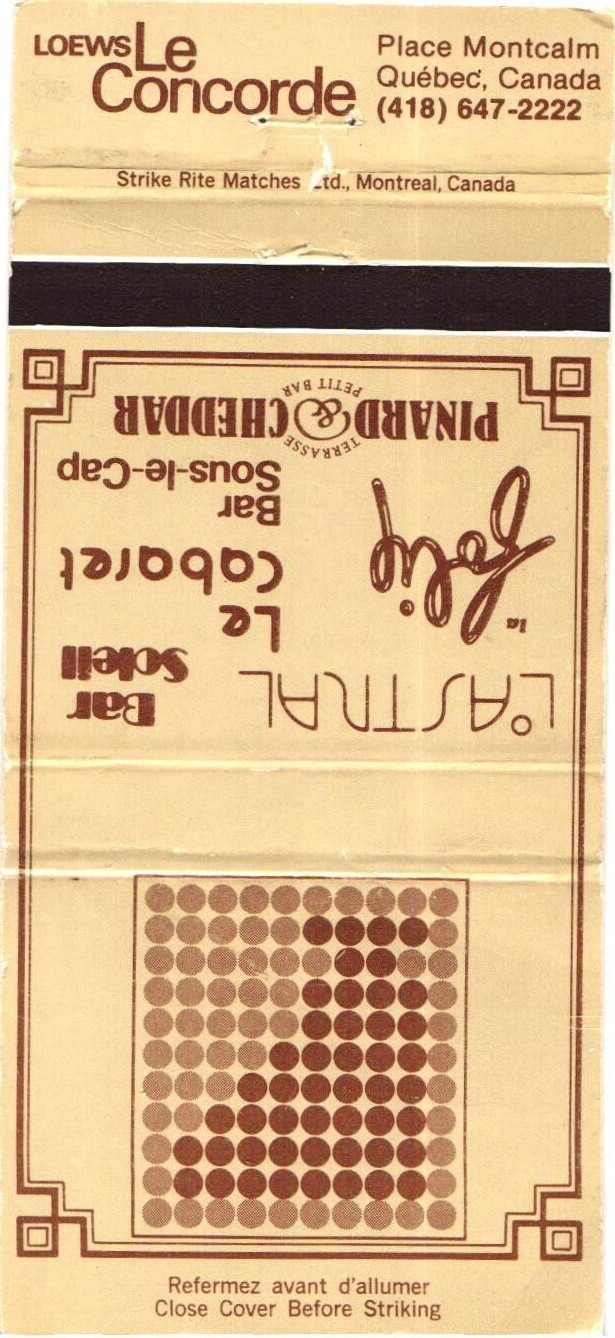 LOEWS Le
Concorde
Place Montcalm
Québec, Canada
(418) 647-2222
Strike Rite Matches Ltd., Montreal, Canada
L'ASTRAL
Bar
Soleil
la Folie
Le
Cabaret
Bar
Sous-le-Cap
TERRASSE
PINARD & CHEDDAR
PETIT BAR
Refermez avant d'allumer
Close Cover Before Striking